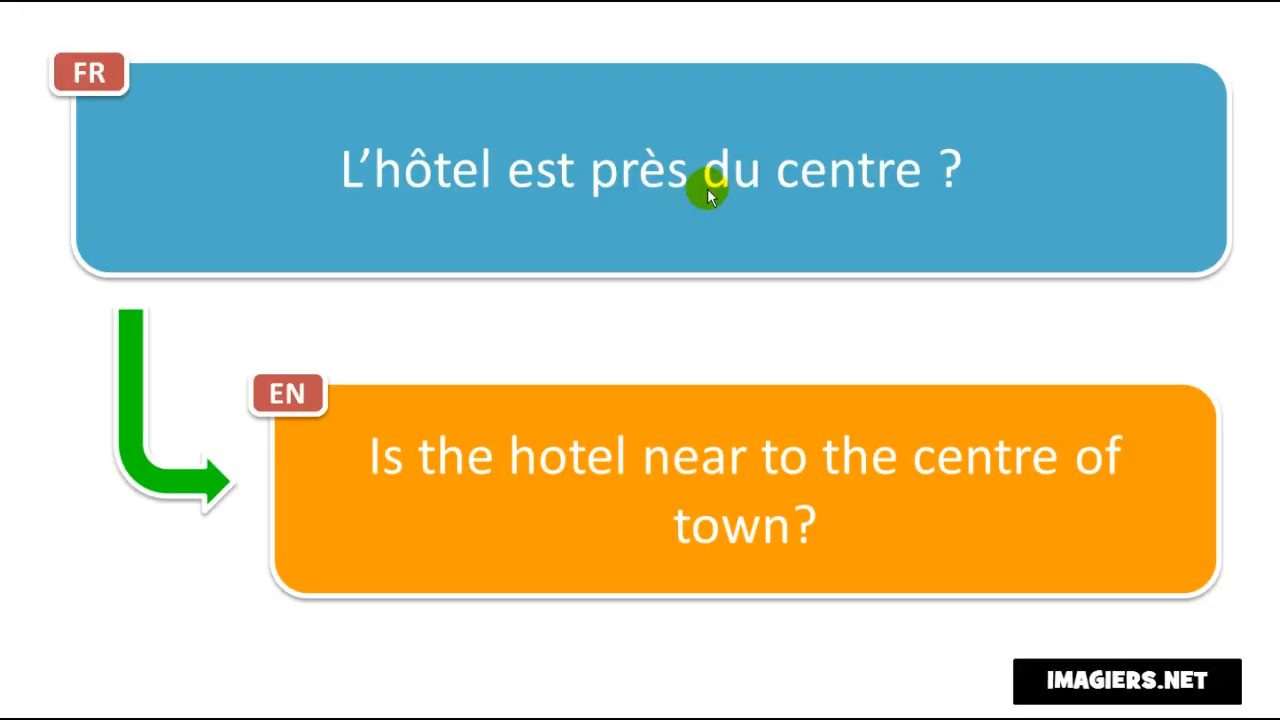 FR
L’hôtel est près du centre ?
EN
Is the hotel near to the centre of
town?
IMAGIERS.NET